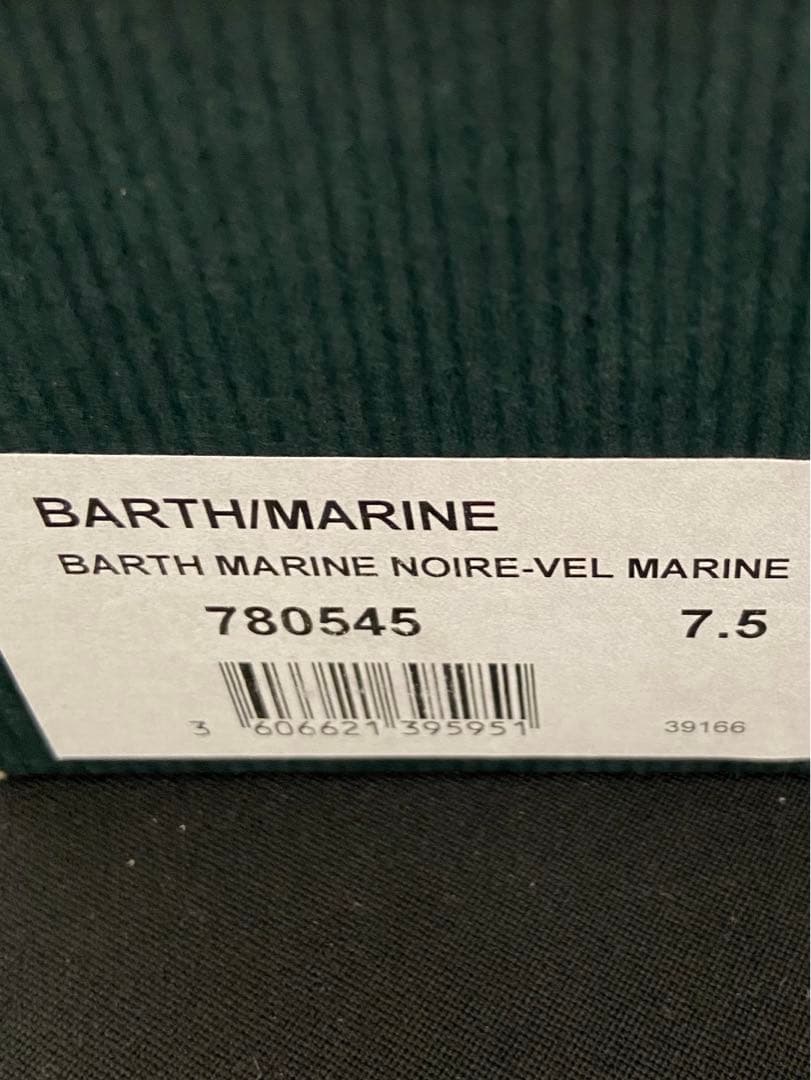 BARTH/MARINE
BARTH MARINE NOIRE-VEL MARINE
780545 7.5
3 606621 395951 39166